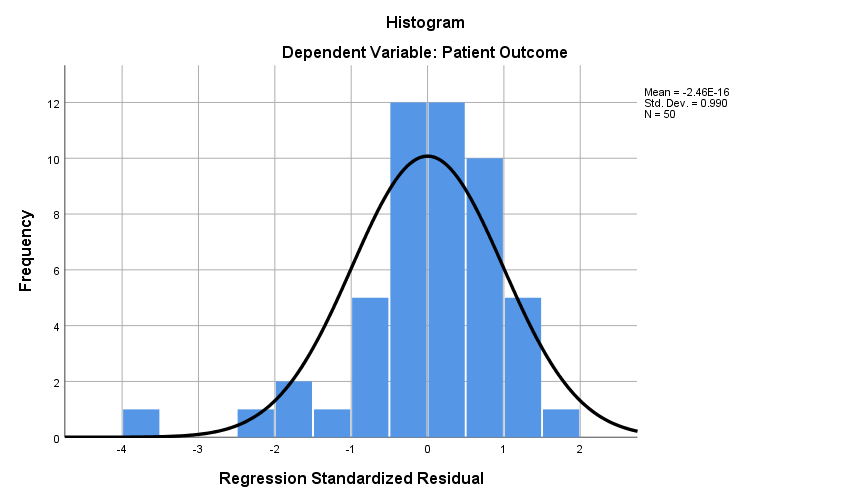 Histogram
Dependent Variable: Patient Outcome
Mean = -2.46E-16
Std. Dev. = 0.990
N = 50
Frequency
12
10
8
6
4
2
0
-4 -3 -2 -1 0 1 2
Regression Standardized Residual